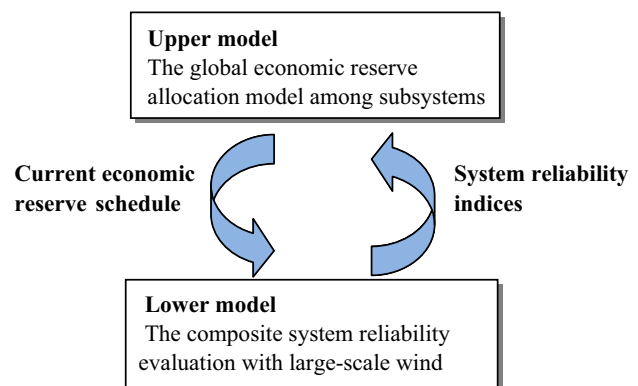 Upper model
The global economic reserve
allocation model among subsystems
Current economic
reserve schedule
System reliability
indices
Lower model
The composite system reliability
evaluation with large-scale wind